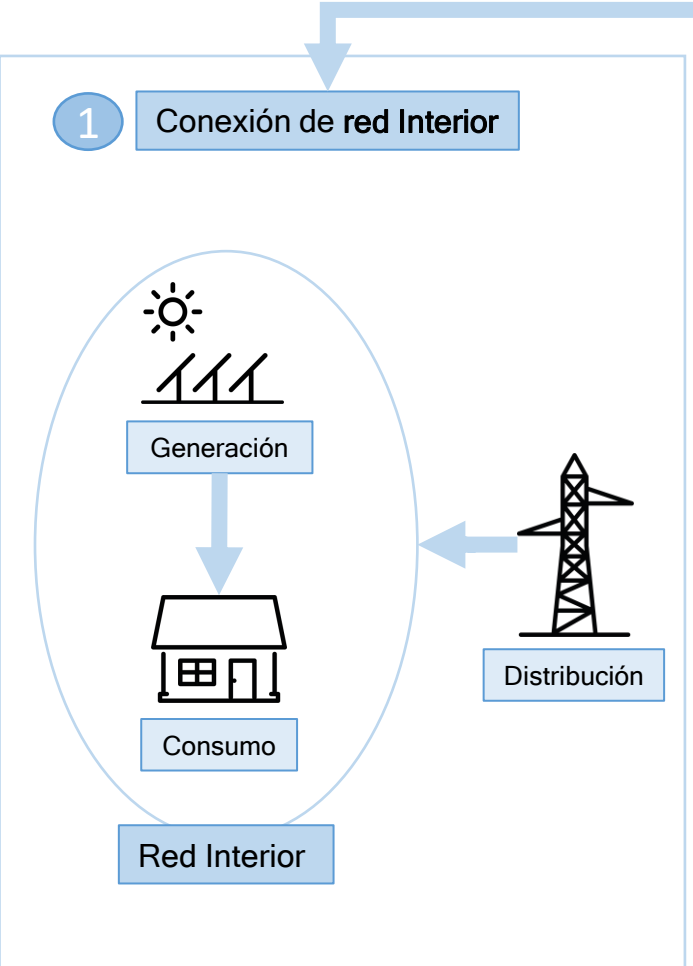 1
Conexión de red Interior
Generación
Distribución
Consumo
Red Interior